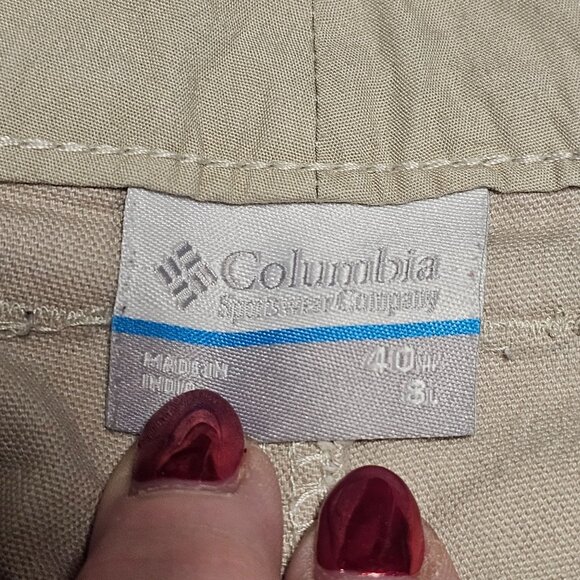 Columbia
Sportswear Company
MADE IN
INDIA
40W
8L